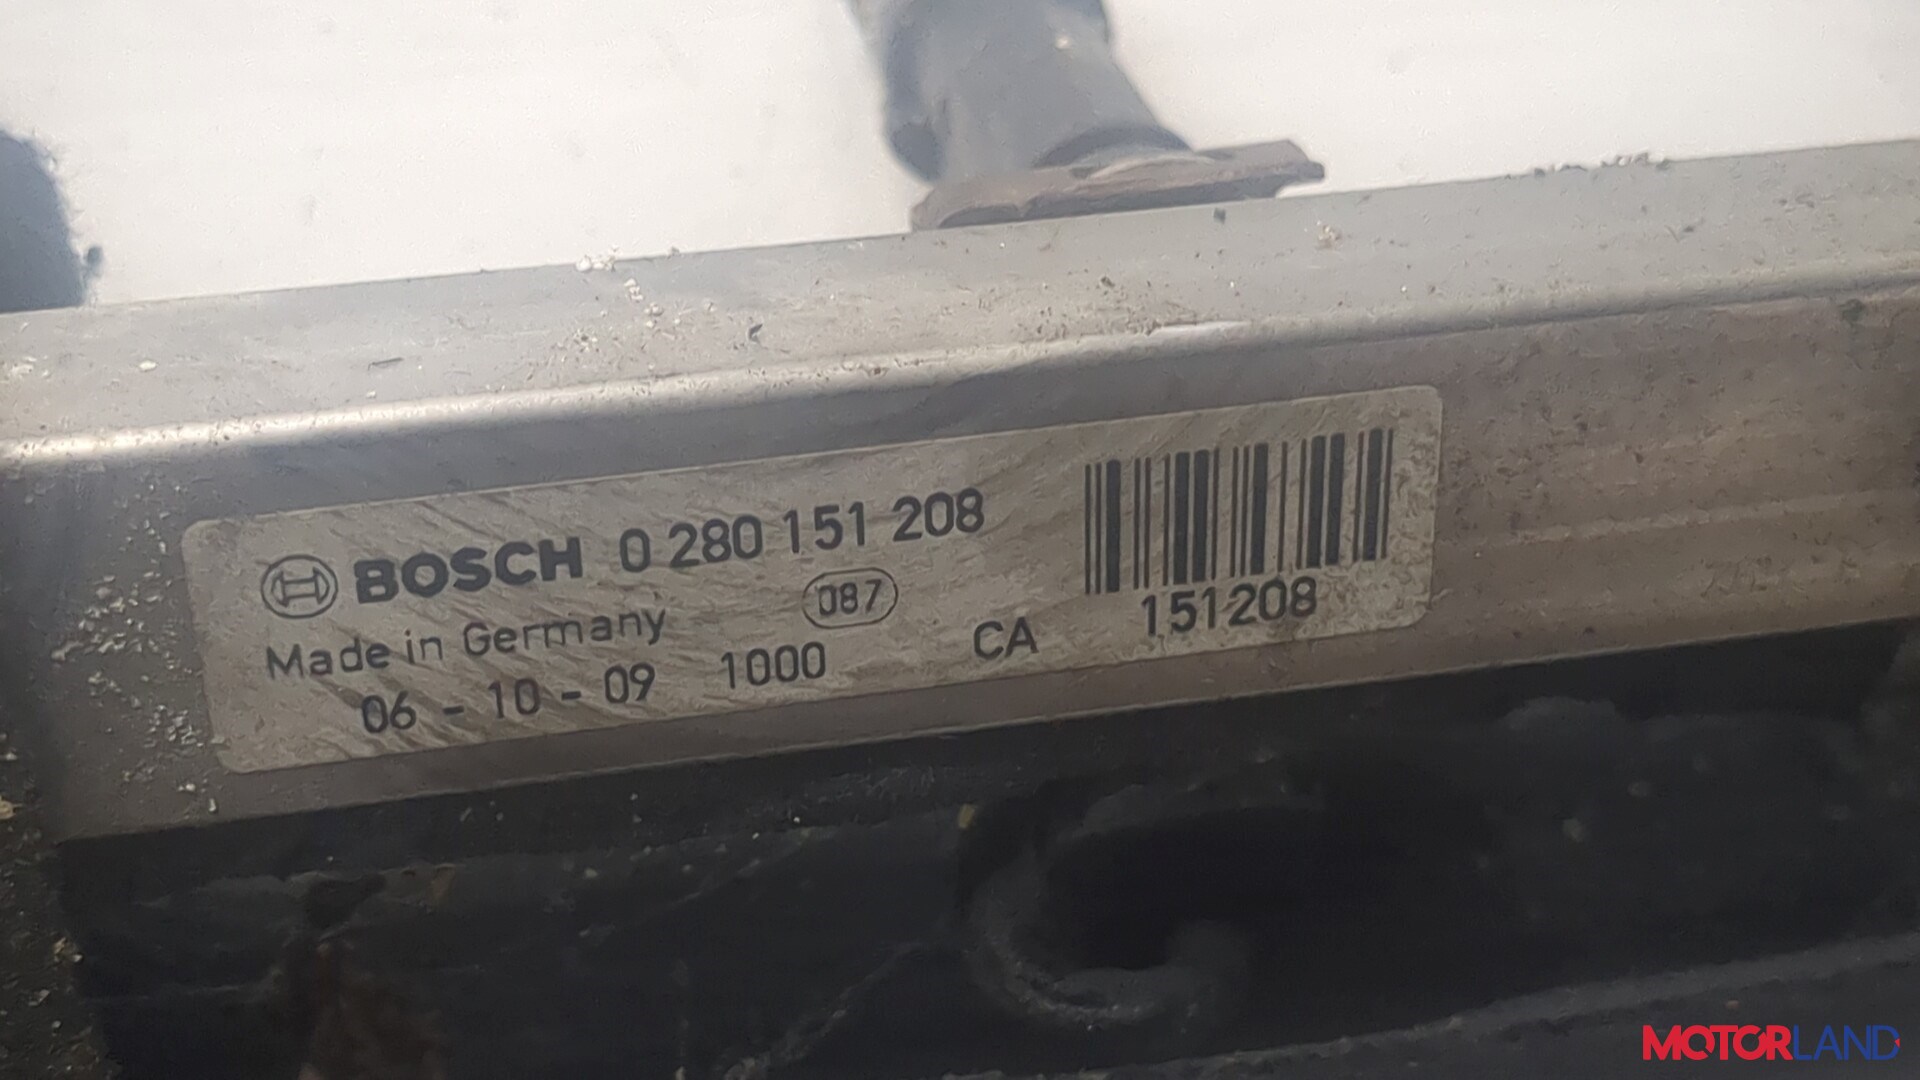 BOSCH 0 280 151 208
Made in Germany 087
06 - 10 - 09 1000 CA
151208
MOTORLAND